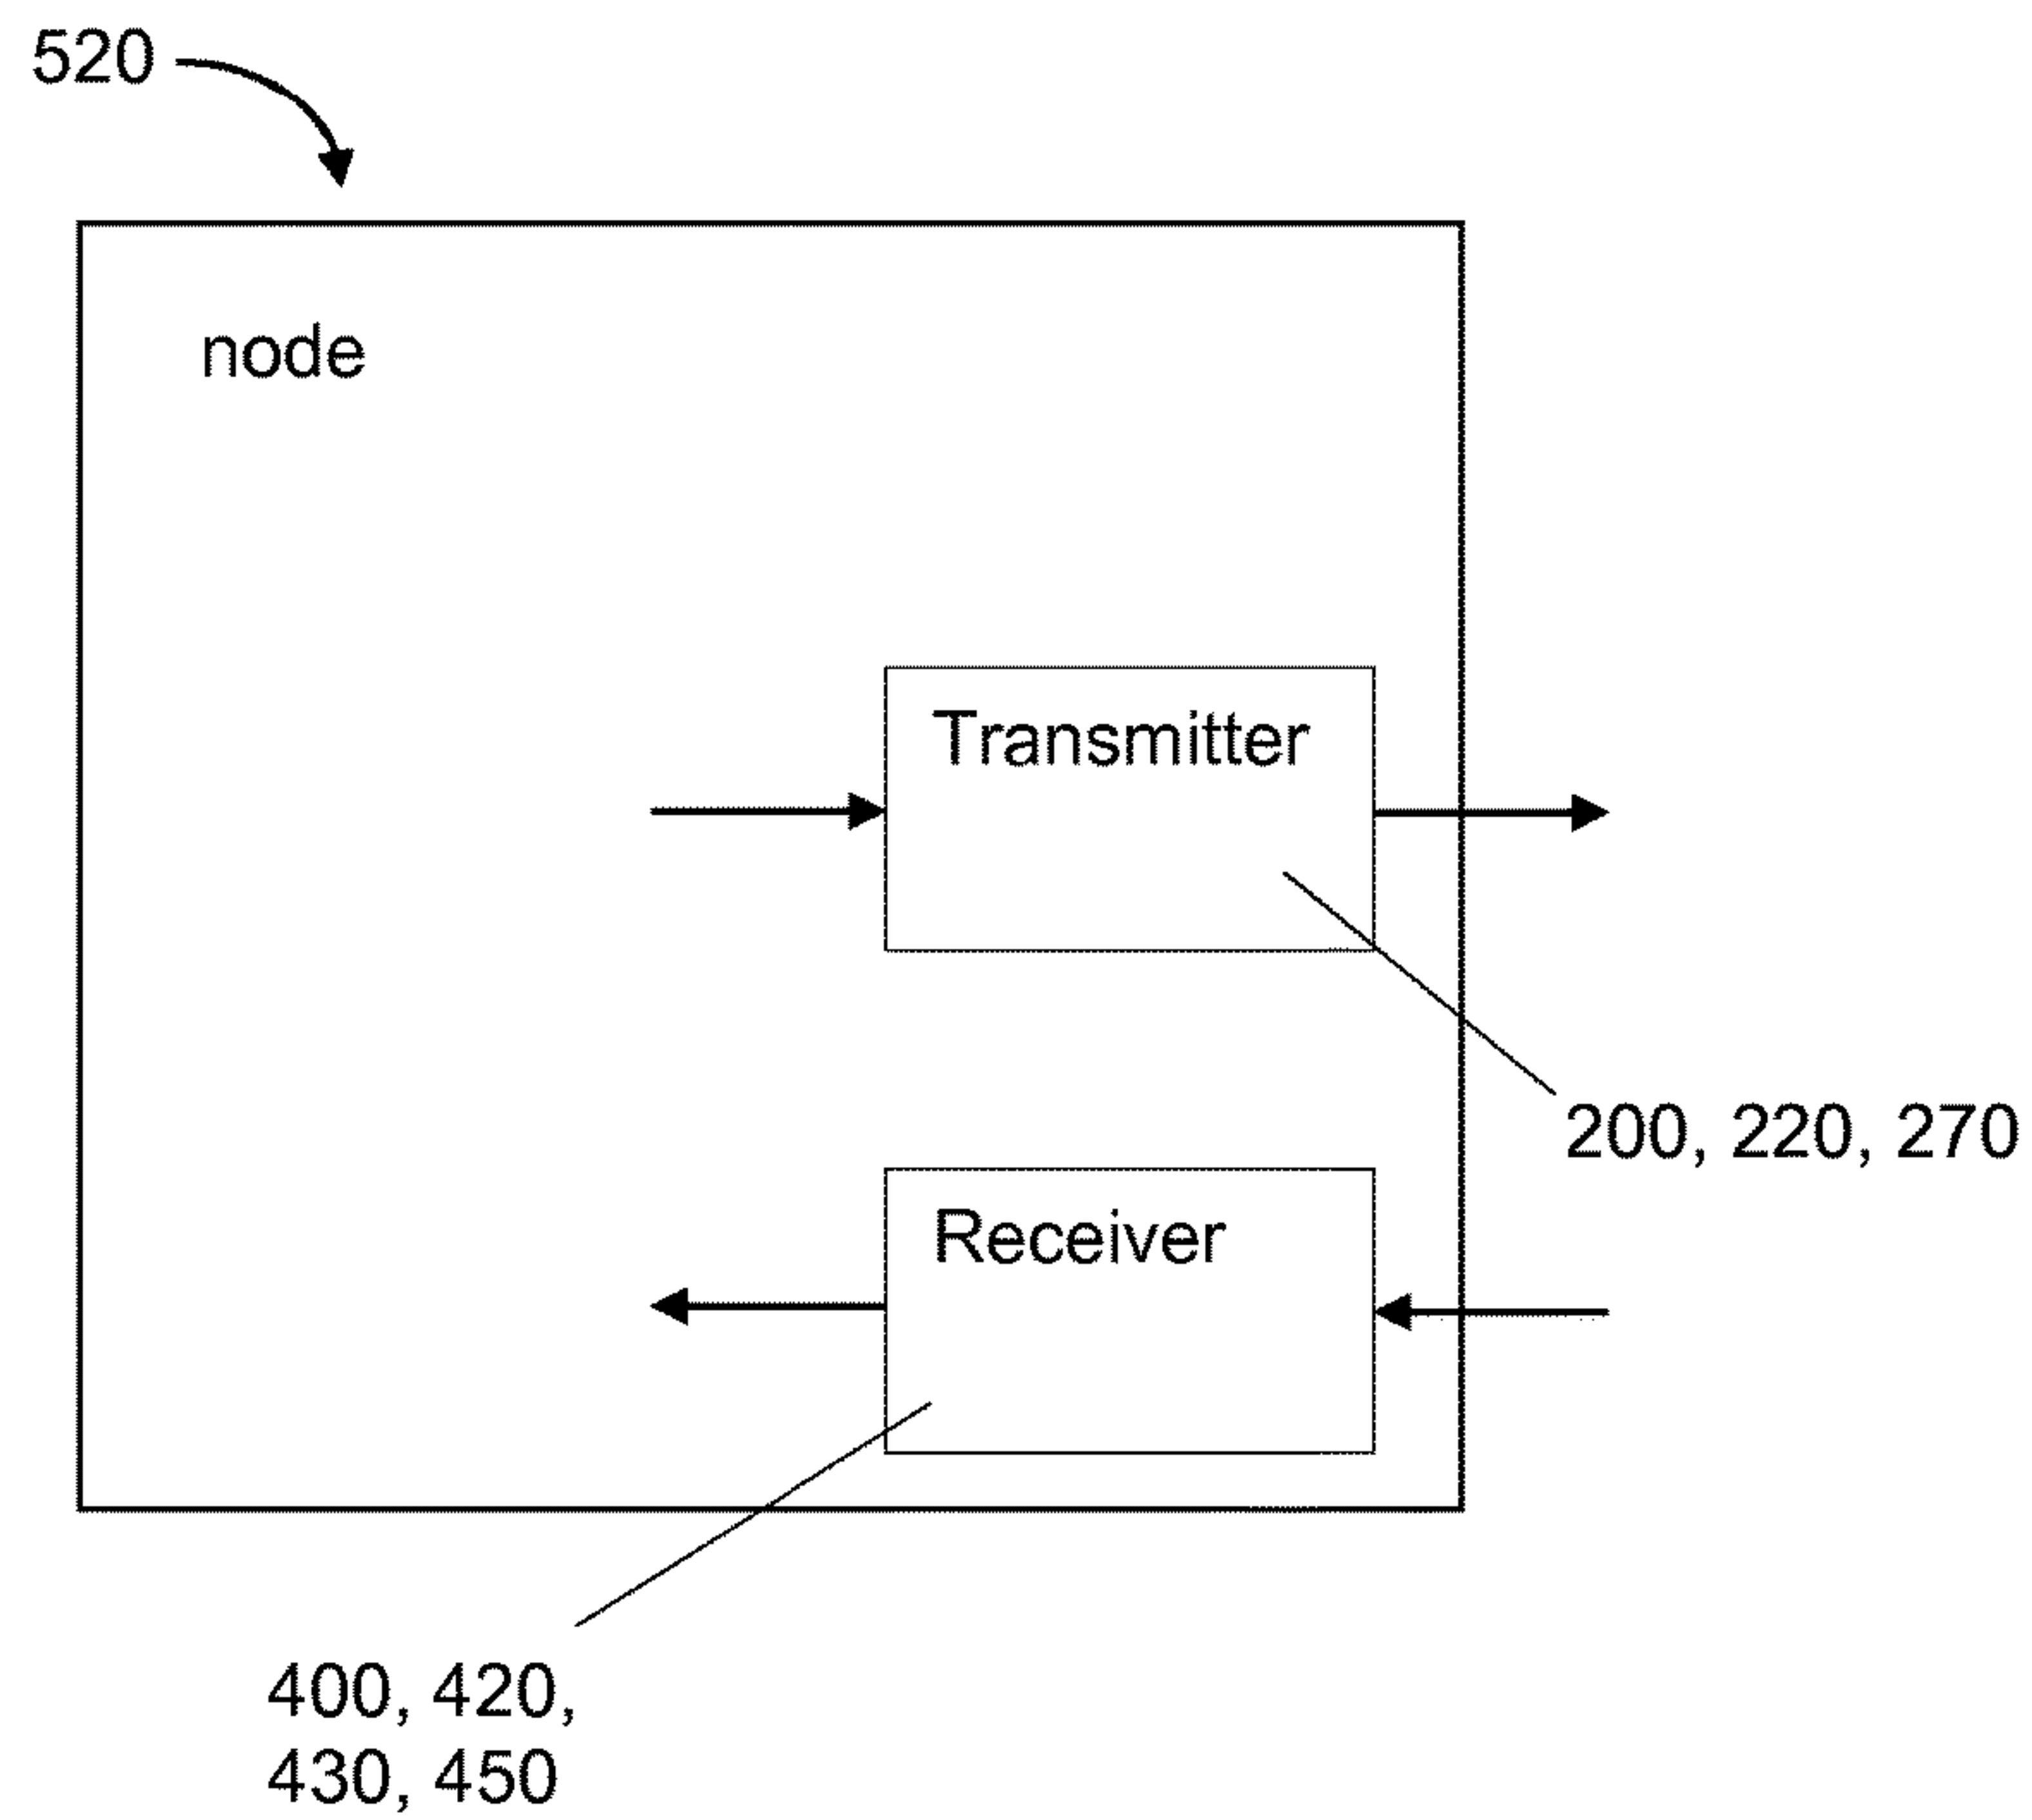 520
node
Transmitter
200, 220, 270
Receiver
400, 420,
430, 450